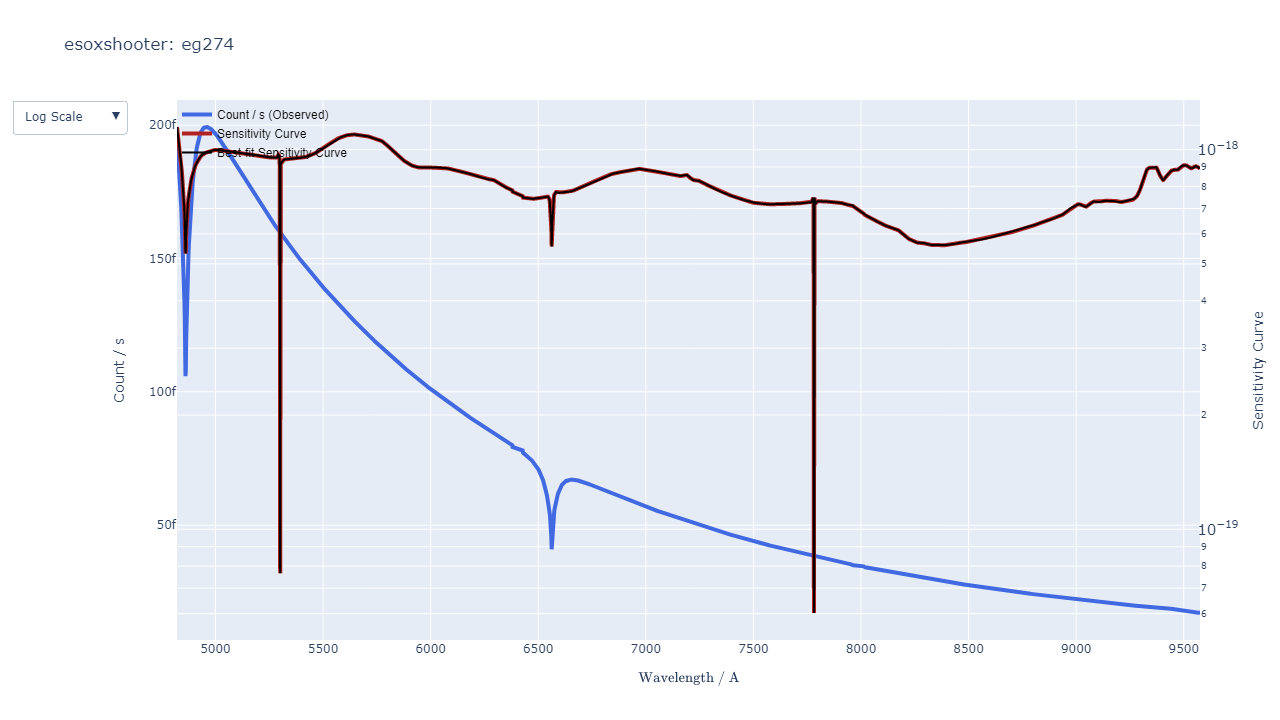 esoxshooter: eg274
Log Scale ▼
Count / s (Observed)
Sensitivity Curve
Best-fit Sensitivity Curve
200f
150f
100f
50f
Count / s
10−18
9
8
7
6
5
4
3
2
10−19
9
8
7
6
Sensitivity Curve
5000 5500 6000 6500 7000 7500 8000 8500 9000 9500
Wavelength / A